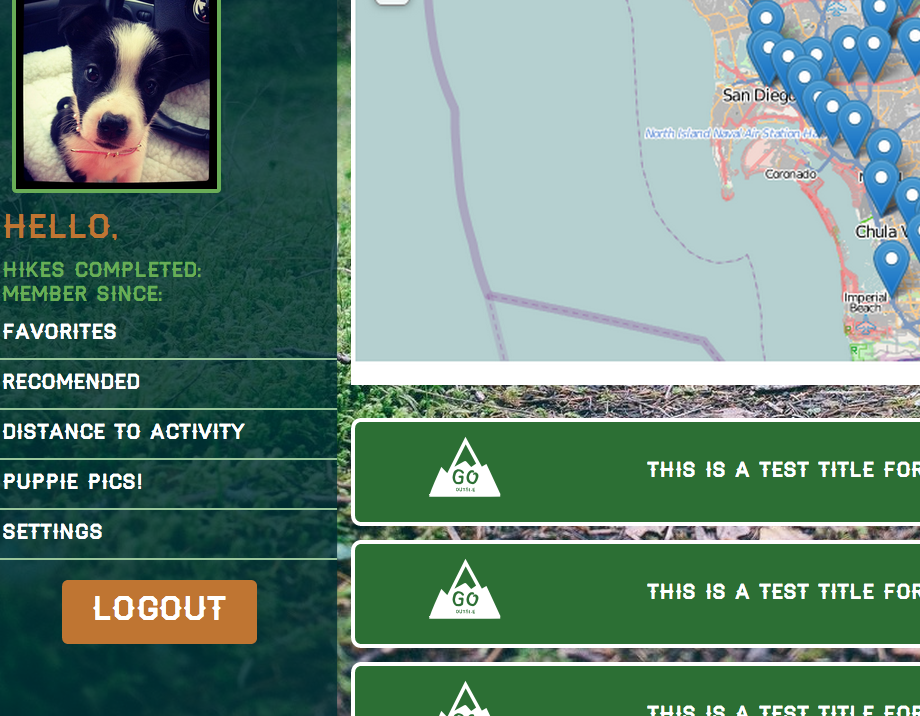 HELLO,
HIKES COMPLETED:
MEMBER SINCE:
FAVORITES
RECOMENDED
DISTANCE TO ACTIVITY
PUPPIE PICS!
SETTINGS
LOGOUT
San Diego
North Island Naval Air Station Ha
Coronado
Chula V
Imperial
Beach
GO
OUTSIDE
THIS IS A TEST TITLE FOR
GO
OUTSIDE
THIS IS A TEST TITLE FOR
GO
THIS IS A TEST TITLE FOR